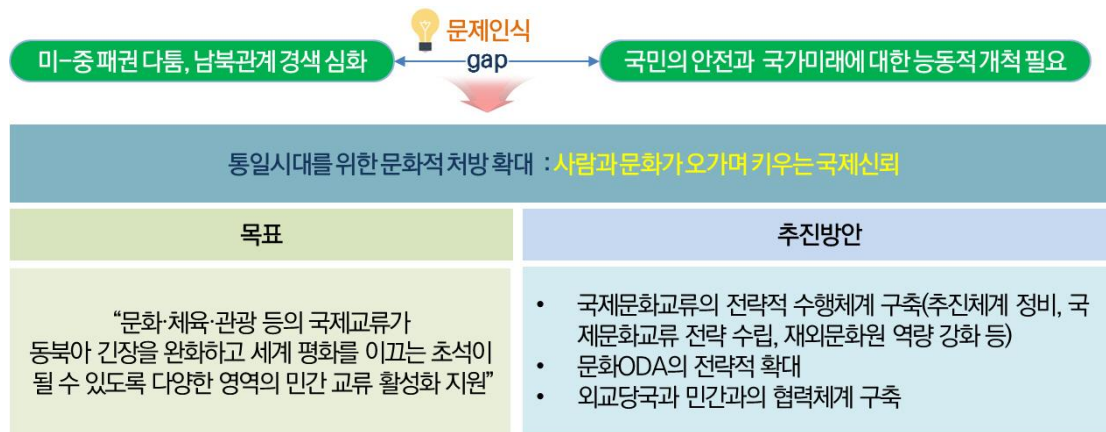 문제인식
미-중 패권 다툼, 남북관계 경색 심화
gap
국민의 안전과 국가미래에 대한 능동적 개척 필요
통일시대를 위한 문화적 처방 확대 : 사람과 문화가 오가며 키우는 국제신뢰
목표
추진방안
“문화·체육·관광 등의 국제교류가
동북아 긴장을 완화하고 세계 평화를 이끄는 초석이
될 수 있도록 다양한 영역의 민간 교류 활성화 지원”
• 국제문화교류의 전략적 수행체계 구축(추진체계 정비, 국
제문화교류 전략 수립, 재외문화원 역량 강화 등)
• 문화ODA의 전략적 확대
• 외교당국과 민간과의 협력체계 구축